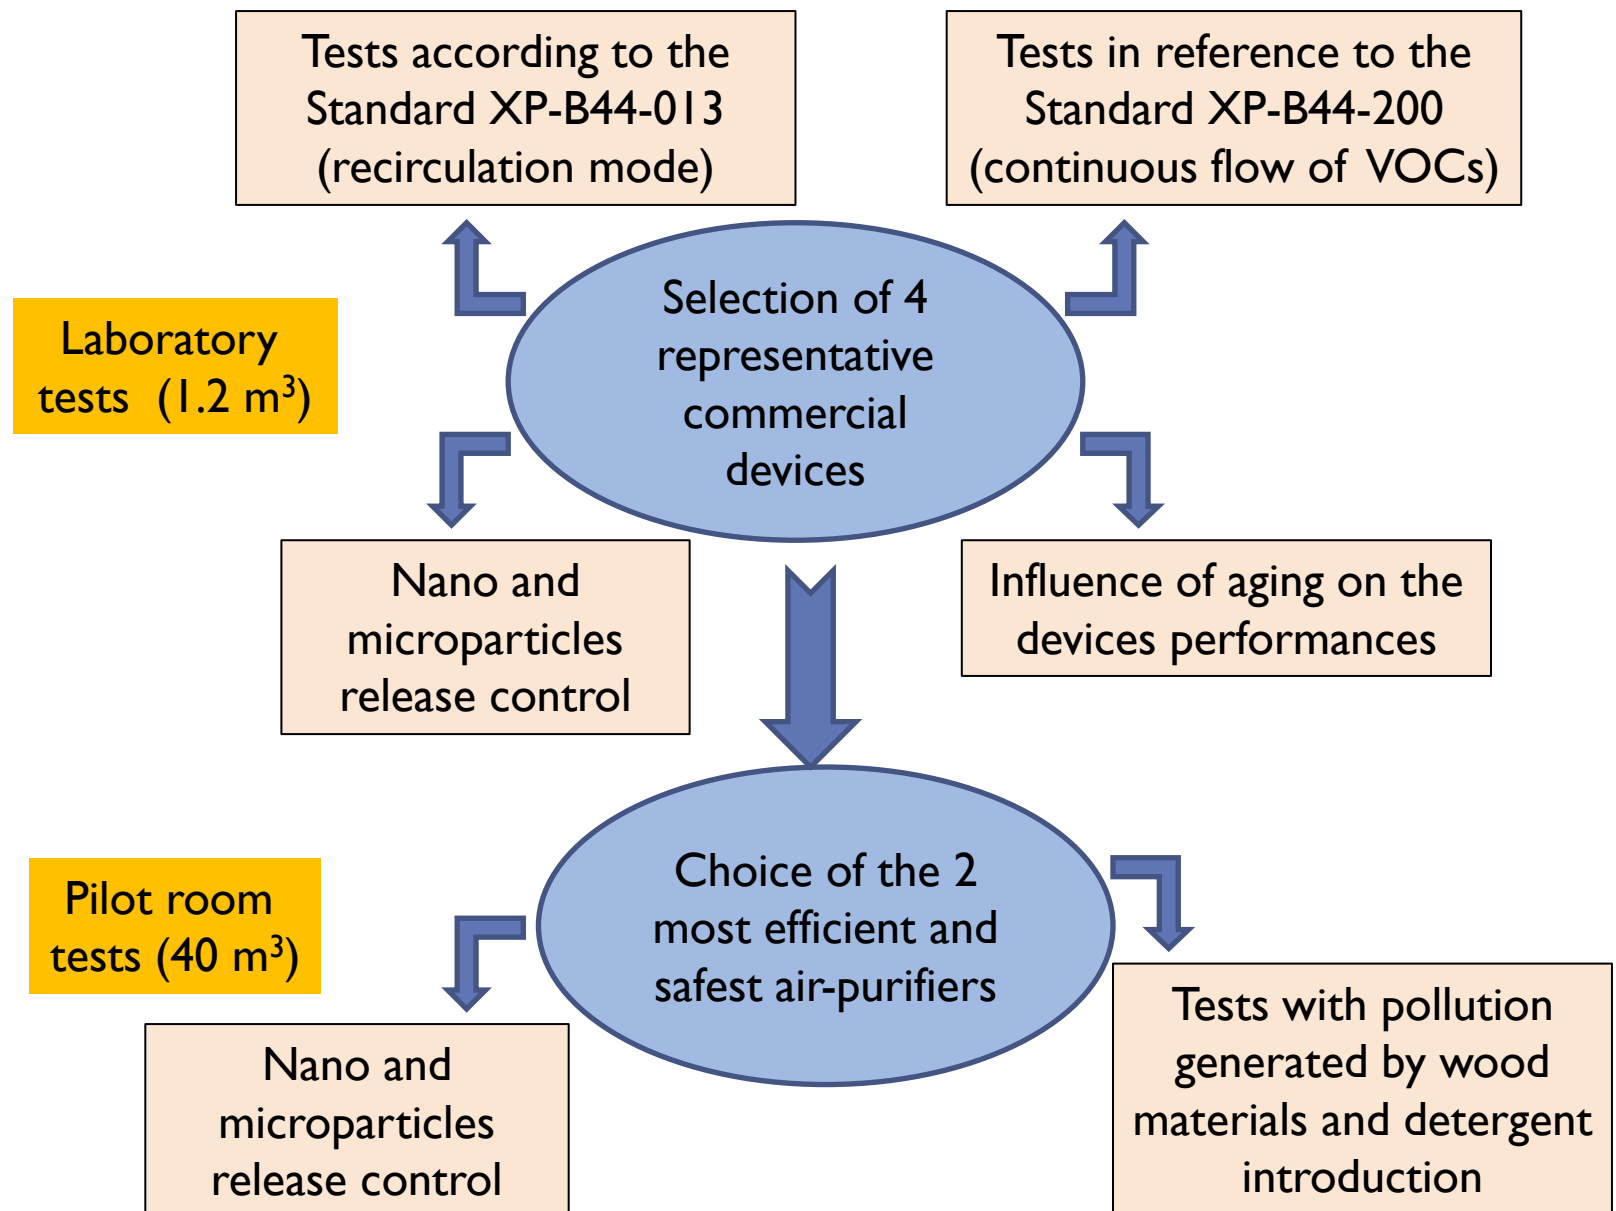 Tests according to the
Standard XP-B44-013
(recirculation mode)
Tests in reference to the
Standard XP-B44-200
(continuous flow of VOCs)
Laboratory
tests (1.2 m³)
Selection of 4
representative
commercial
devices
Nano and
microparticles
release control
Influence of aging on the
devices performances
Pilot room
tests (40 m³)
Choice of the 2
most efficient and
safest air-purifiers
Nano and
microparticles
release control
Tests with pollution
generated by wood
materials and detergent
introduction